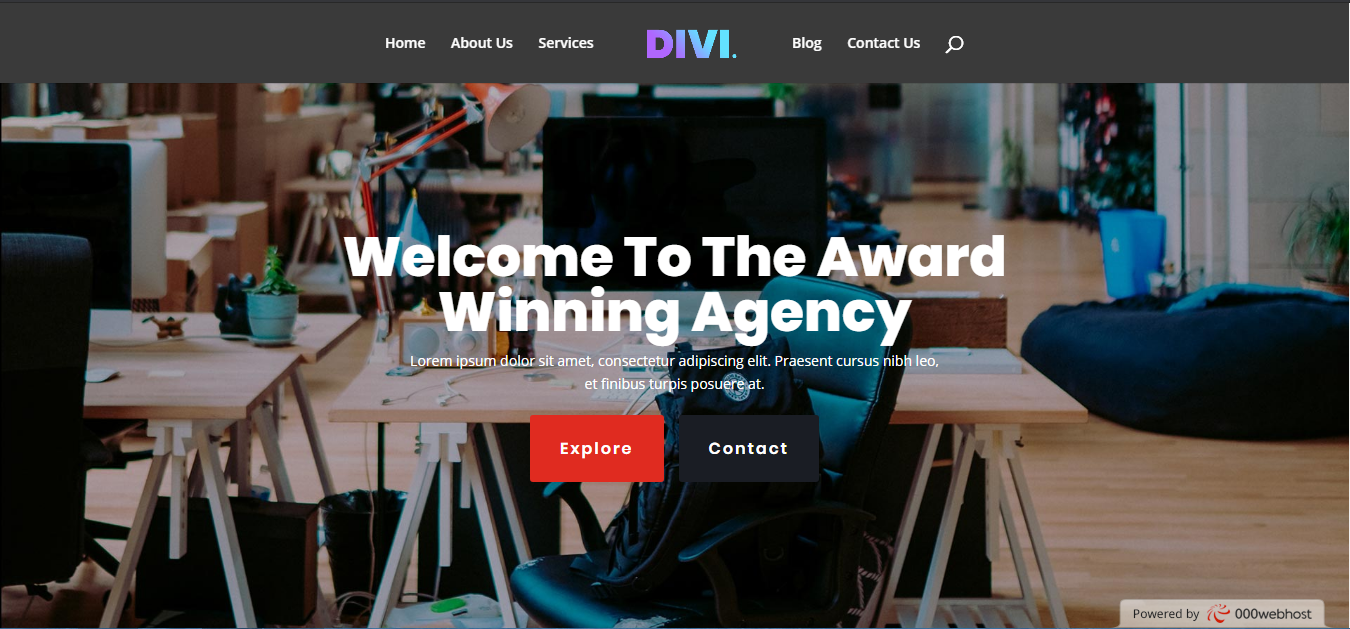 Home About Us Services DIVI. Blog Contact Us
Welcome To The Award
Winning Agency
Lorem ipsum dolor sit amet, consectetur adipiscing elit. Praesent cursus nibh leo,
et finibus turpis posuere at.
Explore Contact
Powered by 000webhost